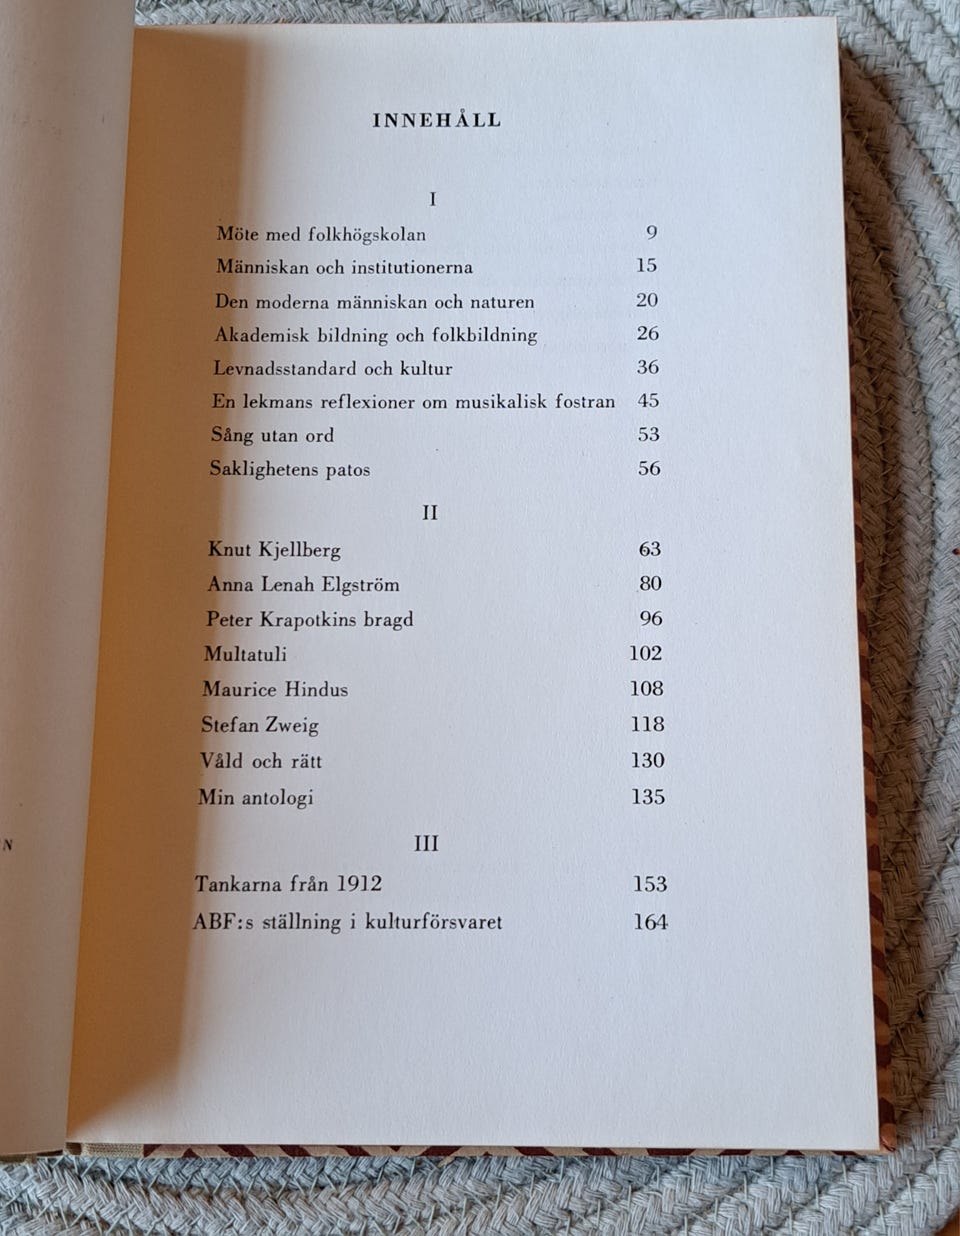 INNEHÅLL
I
Möte med folkhögskolan 9
Människan och institutionerna 15
Den moderna människan och naturen 20
Akademisk bildning och folkbildning 26
Levnadsstandard och kultur 36
En lekmans reflexioner om musikalisk fostran 45
Sång utan ord 53
Saklighetens patos 56
II
Knut Kjellberg 63
Anna Lenah Elgström 80
Peter Krapotkins bragd 96
Multatuli 102
Maurice Hindus 108
Stefan Zweig 118
Våld och rätt 130
Min antologi 135
III
Tankarna från 1912 153
ABF:s ställning i kulturförsvaret 164